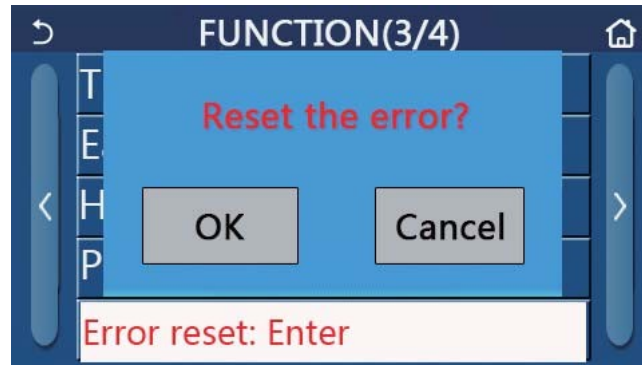 FUNCTION(3/4)
T
Reset the error?
E
H
OK
Cancel
P
Error reset: Enter